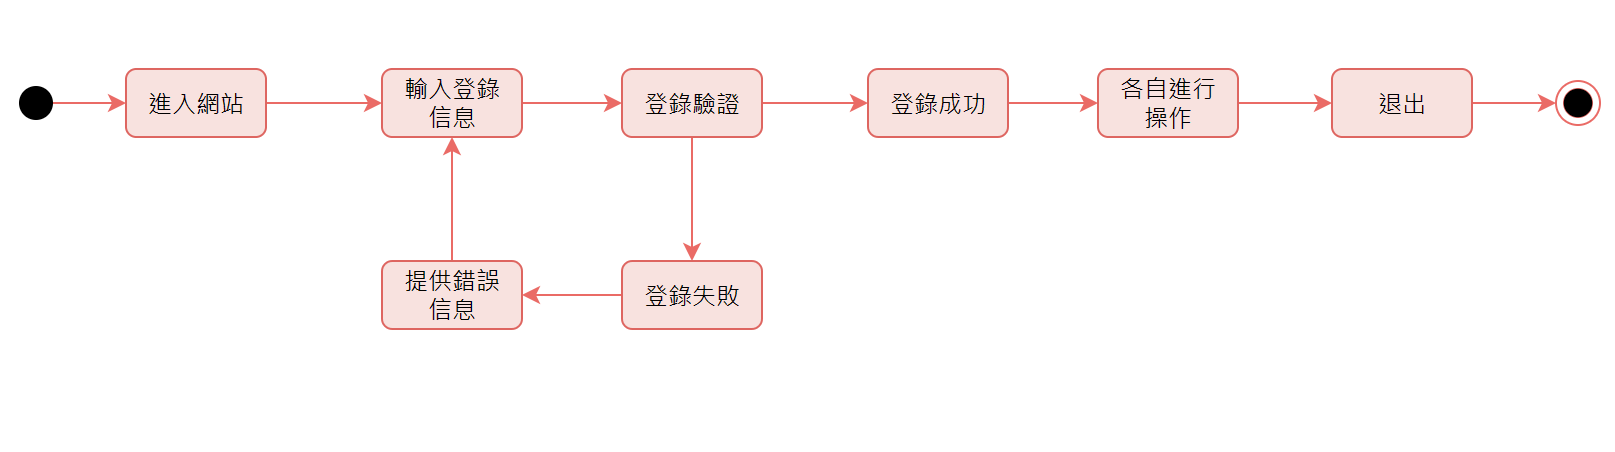 進入網站
輸入登錄
信息
登錄驗證
登錄成功
各自進行
操作
退出
提供錯誤
信息
登錄失敗